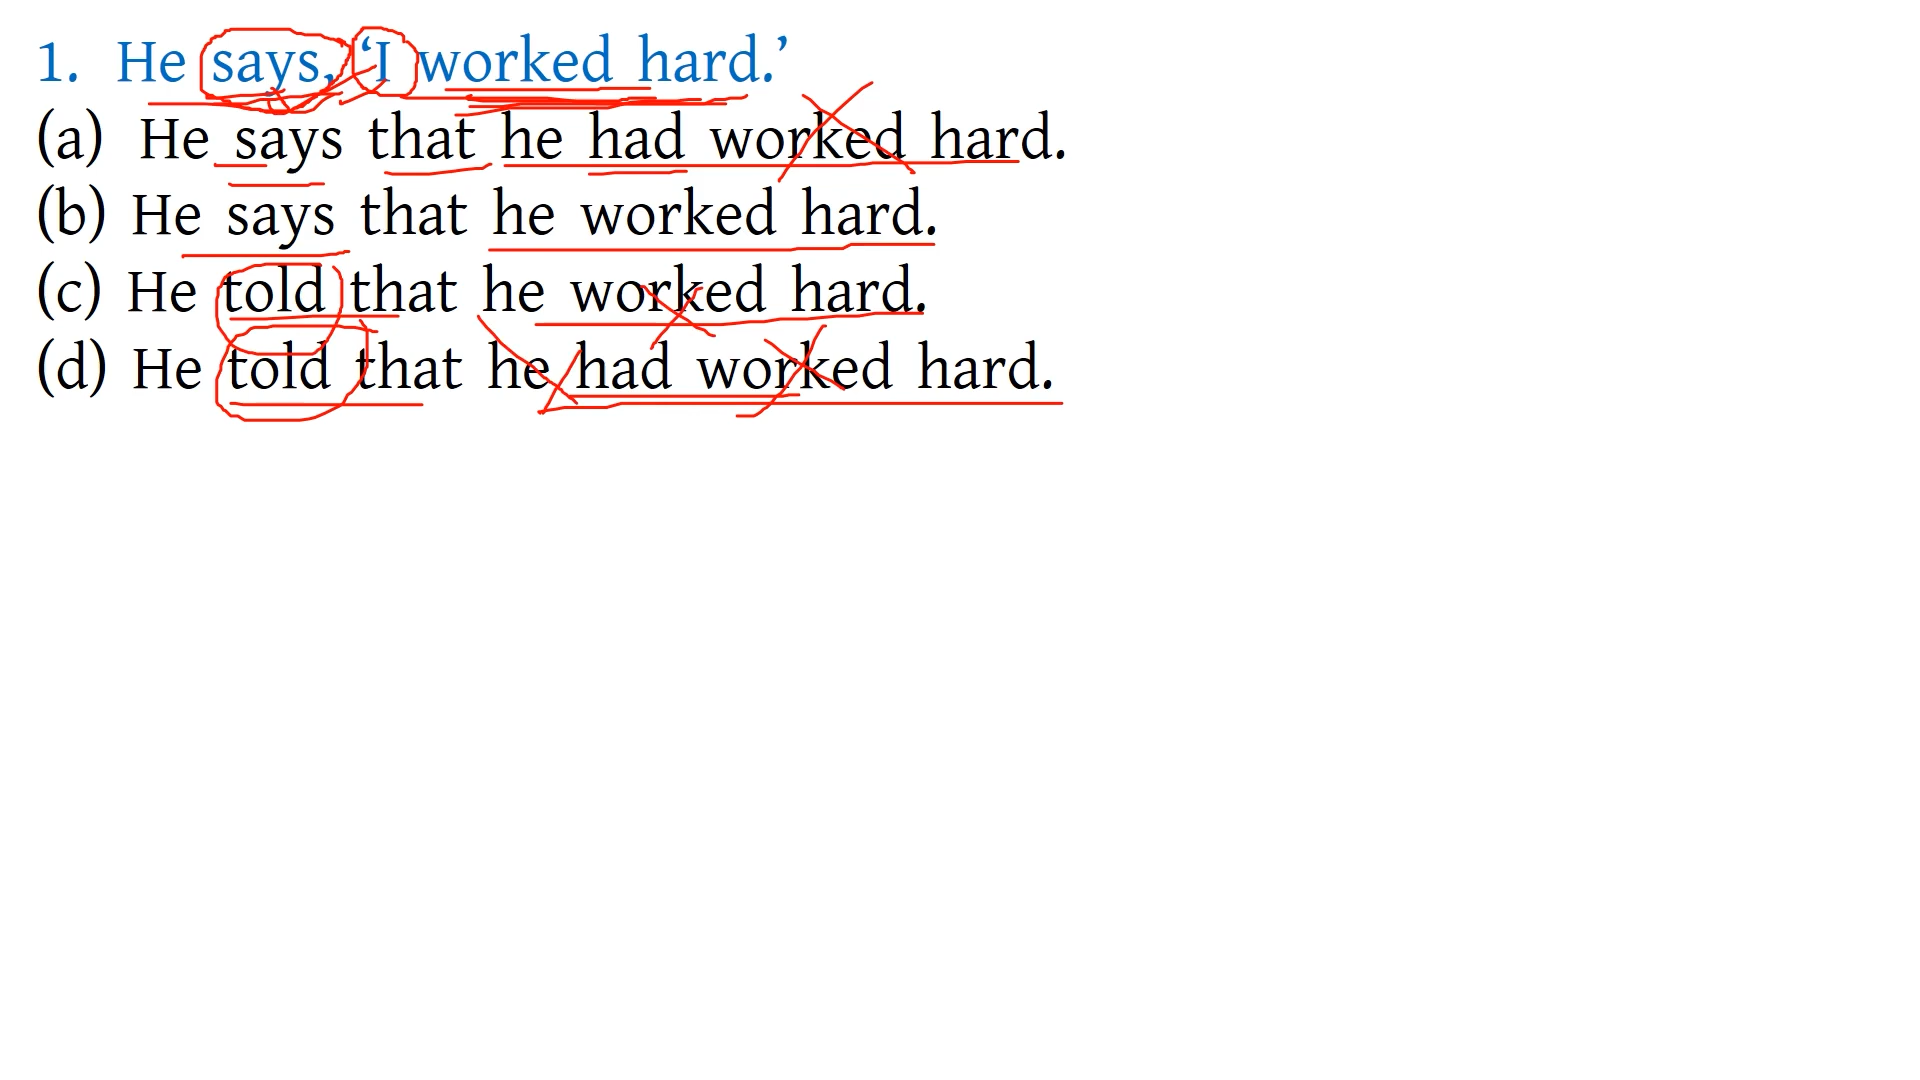 1. He says, ‘I worked hard.’
(a) He says that he had worked hard.
(b) He says that he worked hard.
(c) He told that he worked hard.
(d) He told that he had worked hard.